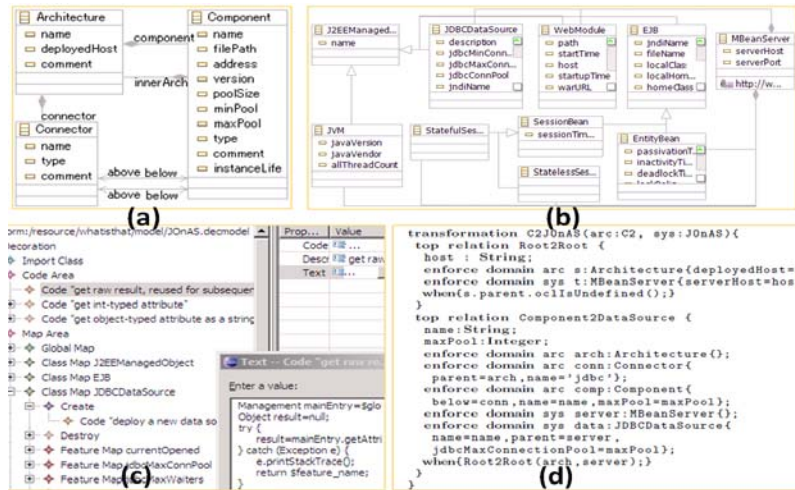 Architecture
name
deployedHost
comment
component
innerArch
connector
Connector
name
type
comment
above below
above below
Component
name
filePath
address
version
poolSize
minPool
maxPool
type
comment
instanceLife
(a)
J2EEManaged...
name
JDBCDataSource
description
jdbcMinConn...
jdbcMaxConn...
jdbcConnPool
jndiName
WebModule
path
startTime
host
startupTime
warURL
EJB
jndiName
fileName
localClass
localHom...
homeClass
MBeanServer
serverHost
serverPort
http://w...
JVM
javaVersion
javaVendor
allThreadCount
StatefulSes...
SessionBean
sessionTim...
StatelessSes...
EntityBean
passivationT...
inactivityTi...
deadlockTi...
(b)
orm:/resource/whatisthat/model/JOnAS.decmodel
ecoration
Import Class
Code Area
Code "get raw result, reused for subsequer
Code "get int-typed attribute"
Code "get object-typed attribute as a string
Map Area
Global Map
Class Map J2EEManagedObject
Class Map EJB
Class Map JDBCDataSource
Create
Code "deploy a new data so
Destroy
Feature Map currentOpened
Feature Map jdbcMaxConnPool
Feature Map jdbcMaxWaiters
Prop... Value
Code ...
Descr get raw
Text ...
Text -- Code "get raw re...
Enter a value:
Management mainEntry=$glo
Object result=null;
try {
result=mainEntry.getAttri
} catch (Exception e) {
e.printStackTrace();
return $feature_name;
}
(c)
transformation C2JOnAS(arc:C2, sys:JOnAS){
top relation Root2Root {
host : String;
enforce domain arc s:Architecture{deployedHost=
enforce domain sys t:MBeanServer{serverHost=hos
when{s.parent.oclIsUndefined();}
}
top relation Component2DataSource {
name:String;
maxPool:Integer;
enforce domain arc arch:Architecture{};
enforce domain arc conn:Connector{
parent=arch,name='jdbc'};
enforce domain arc comp:Component{
below=conn,name=name,maxPool=maxPool};
enforce domain sys server:MBeanServer{};
enforce domain sys data:JDBCDataSource{
name=name,parent=server,
jdbcMaxConnectionPool=maxPool};
when{Root2Root(arch,server);}
}
}
(d)